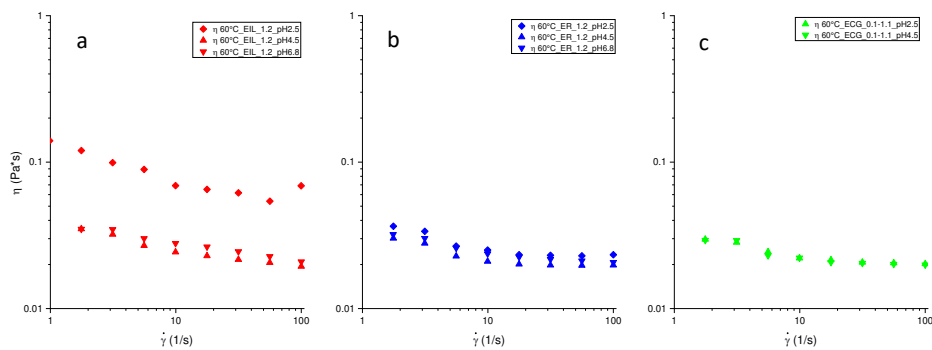 a
η 60°C_EIL_1.2_pH2.5
η 60°C_EIL_1.2_pH4.5
η 60°C_EIL_1.2_pH6.8
1
0.1
0.01
η (Pa*s)
1 10 100
γ̇ (1/s)
b
η 60°C_ER_1.2_pH2.5
η 60°C_ER_1.2_pH4.5
η 60°C_ER_1.2_pH6.8
1
0.1
0.01
1 10 100
γ̇ (1/s)
c
η 60°C_ECG_0.1-1.1_pH2.5
η 60°C_ECG_0.1-1.1_pH4.5
1
0.1
0.01
1 10 100
γ̇ (1/s)